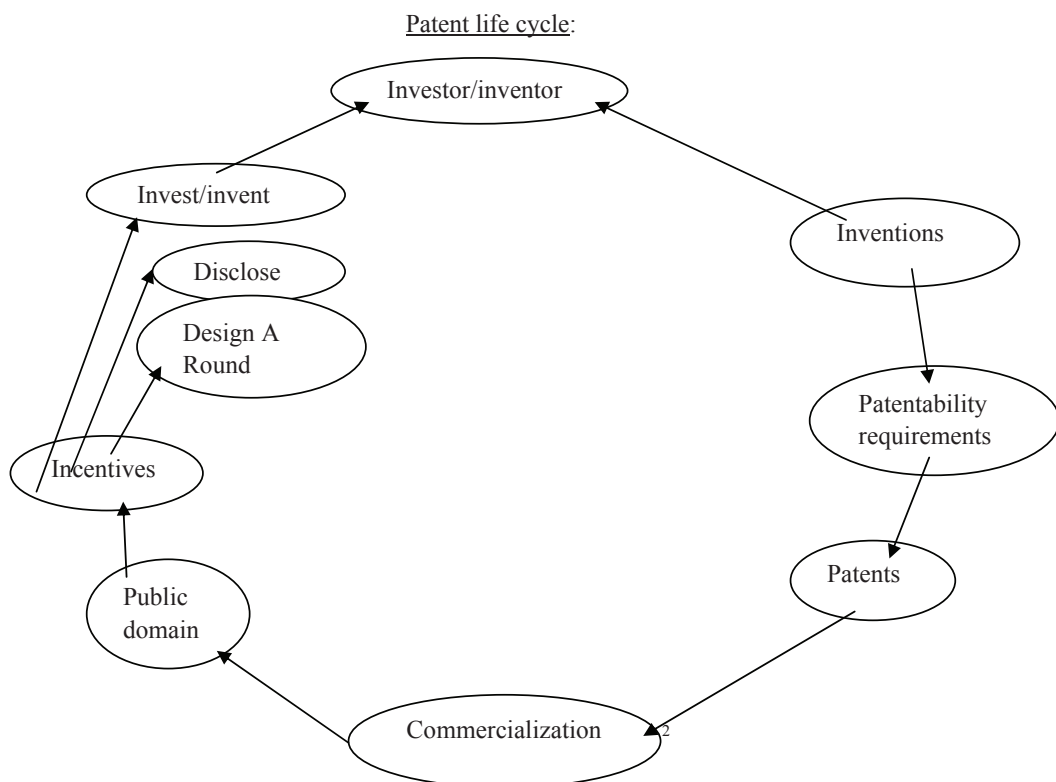 Patent life cycle:
Investor/inventor
Invest/invent
Inventions
Disclose
Design A
Round
Patentability
requirements
Incentives
Patents
Public
domain
Commercialization 2